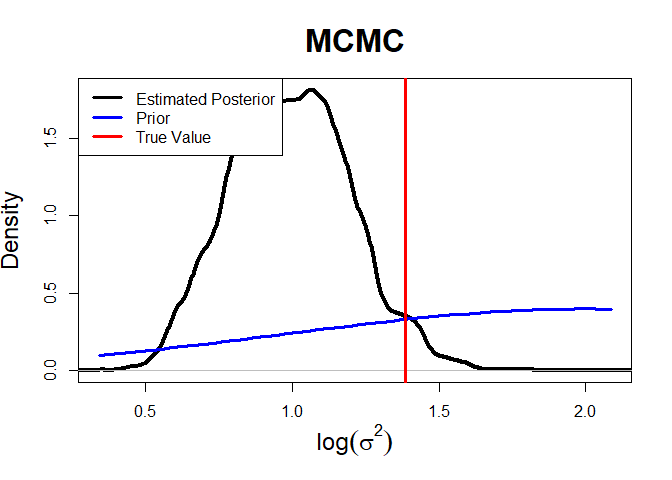 MCMC
Estimated Posterior
Prior
True Value
Density
0.0
0.5
1.0
1.5
0.5
1.0
1.5
2.0
log(σ²)